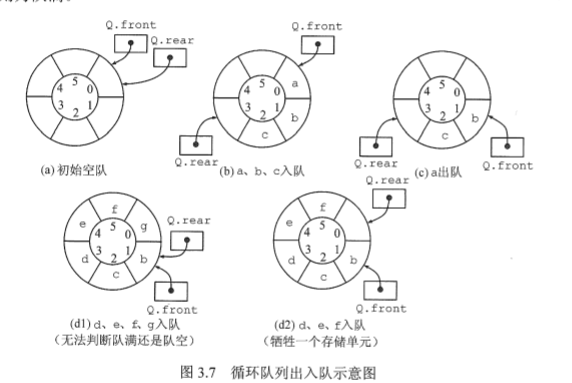 Q.front
Q.rear
4 5 0
3 2 1
(a) 初始空队
Q.front
a
4 5 0
3 2 1
b
c
Q.rear
(b) a、b、c入队
4 5 0
3 2 1
b
c
Q.rear
Q.front
(c) a出队
f
e
g
4 5 0
3 2 1
d
b
c
Q.rear
Q.front
(d1) d、e、f、g入队
(无法判断队满还是队空)
Q.rear
f
e
4 5 0
3 2 1
d
b
c
Q.front
(d2) d、e、f入队
(牺牲一个存储单元)
图 3.7 循环队列出入队示意图